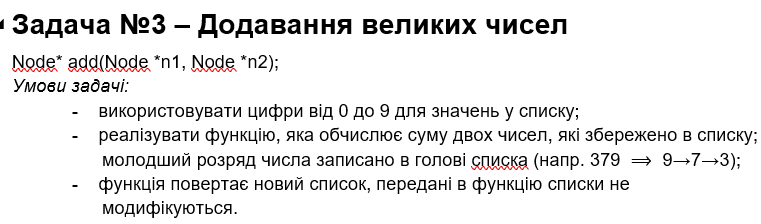 Задача №3 – Додавання великих чисел
Node* add(Node *n1, Node *n2);
Умови задачі:
- використовувати цифри від 0 до 9 для значень у списку;
- реалізувати функцію, яка обчислює суму двох чисел, які збережено в списку;
молодший розряд числа записано в голові списка (напр. 379 ⟹ 9→7→3);
- функція повертає новий список, передані в функцію списки не
модифікуються.